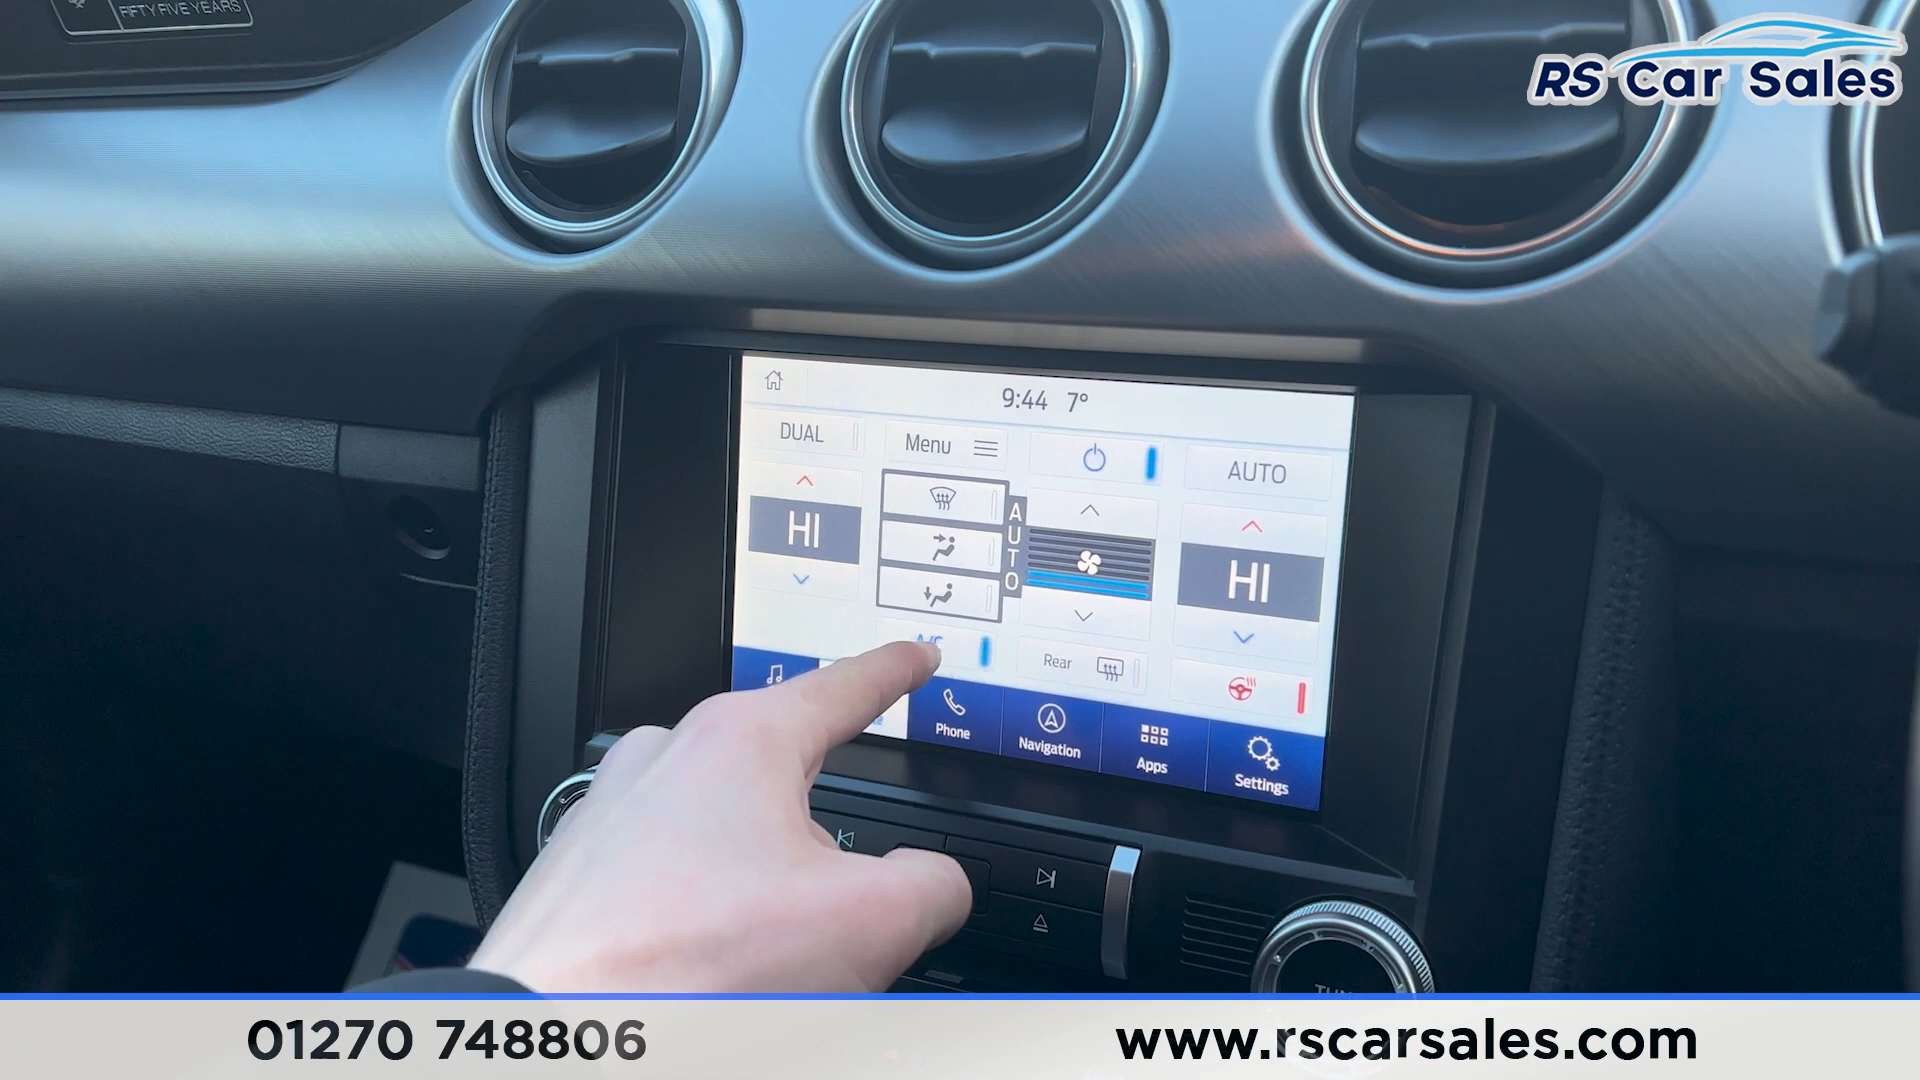 FIFTY FIVE YEARS
RS Car Sales
9:44 7°
DUAL
Menu
AUTO
HI
AUTO
HI
A/C
Rear
Phone
Navigation
Apps
Settings
01270 748806
www.rscarsales.com